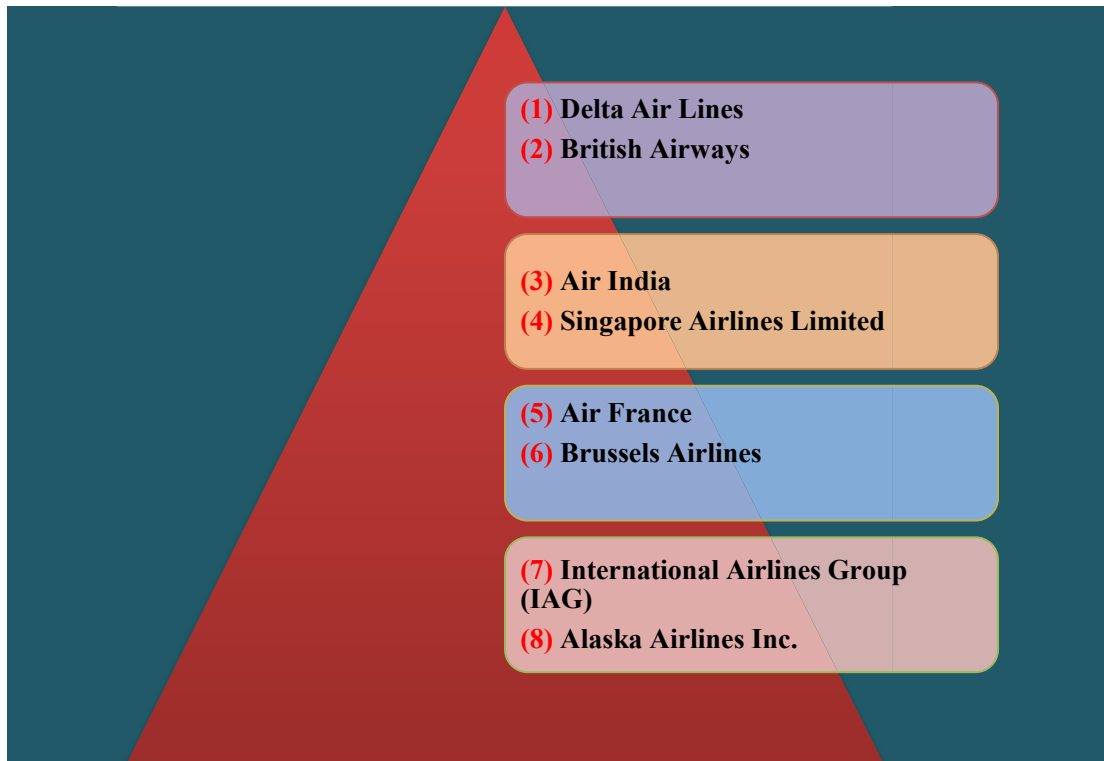 (1) Delta Air Lines
(2) British Airways
(3) Air India
(4) Singapore Airlines Limited
(5) Air France
(6) Brussels Airlines
(7) International Airlines Group
(IAG)
(8) Alaska Airlines Inc.